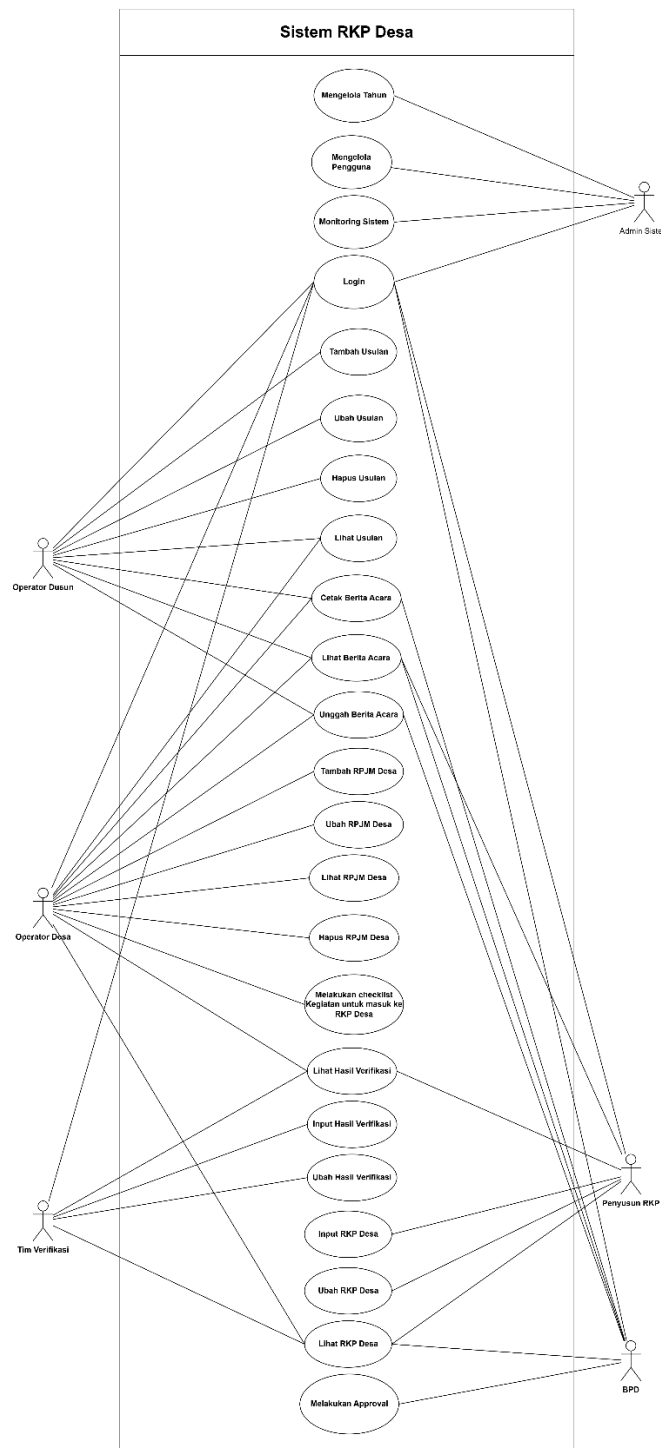 Sistem RKP Desa
Mengelola Tahun
Mengelola
Pengguna
Monitoring Sistem
Admin Siste
Login
Tambah Usulan
Ubah Usulan
Hapus Usulan
Lihat Usulan
Operator Dusun
Cetak Berita Acara
Lihat Berita Acara
Unggah Berita Acara
Tambah RPJM Desa
Ubah RPJM Desa
Lihat RPJM Desa
Operator Desa
Hapus RPJM Desa
Melakukan checklist
Kegiatan untuk masuk ke
RKP Desa
Lihat Hasil Verifikasi
Input Hasil Verifikasi
Ubah Hasil Verifikasi
Penyusun RKP
Input RKP Desa
Tim Verifikasi
Ubah RKP Desa
Lihat RKP Desa
BPD
Melakukan Approval